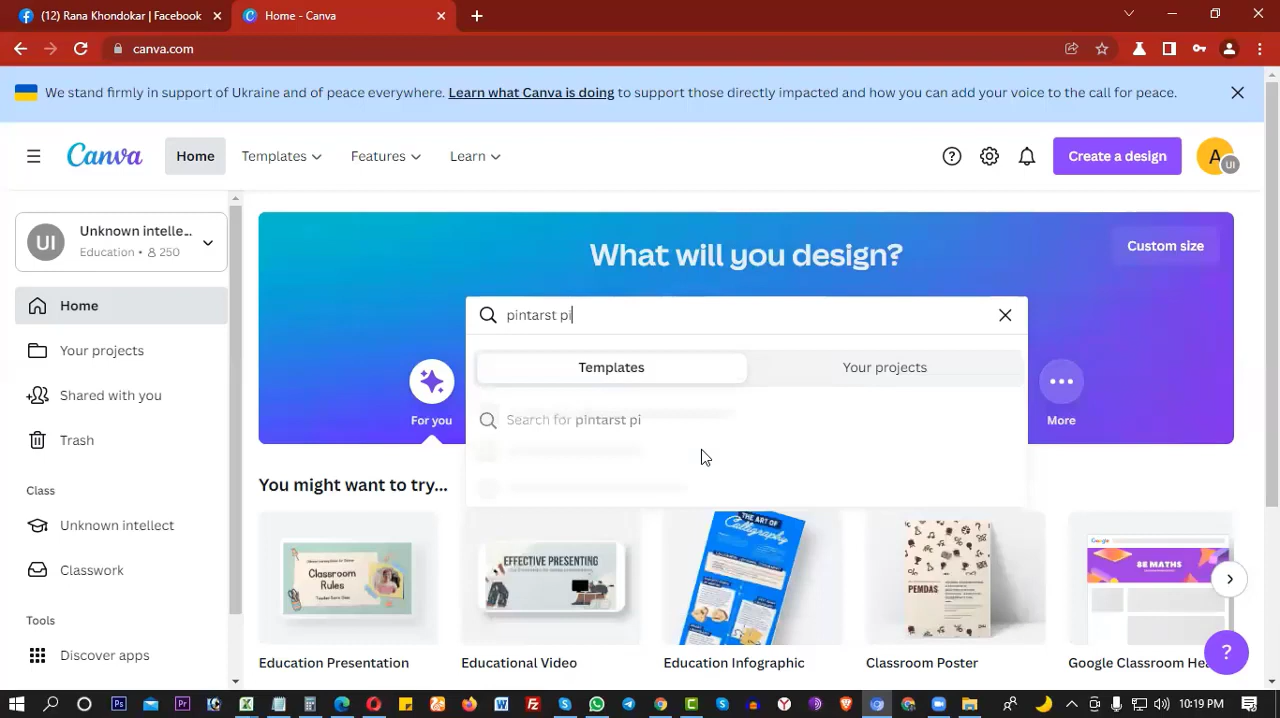 (12) Rana Khondokar | Facebook
Home - Canva
canva.com
We stand firmly in support of Ukraine and of peace everywhere. Learn what Canva is doing to support those directly impacted and how you can add your voice to the call for peace.
Canva
Home
Templates
Features
Learn
Create a design
A
UI
UI
Unknown intelle...
Education • 250
What will you design?
Custom size
Home
pintarst pi
Your projects
Templates
Your projects
Shared with you
For you
Search for pintarst pi
More
Trash
Class
You might want to try...
Unknown intellect
Classwork
Classroom Rules
EFFECTIVE PRESENTING
THE ART OF
Calligraphy
PEMDAS
Google
8E MATHS
Tools
Discover apps
Education Presentation
Educational Video
Education Infographic
Classroom Poster
Google Classroom He
?
10:19 PM